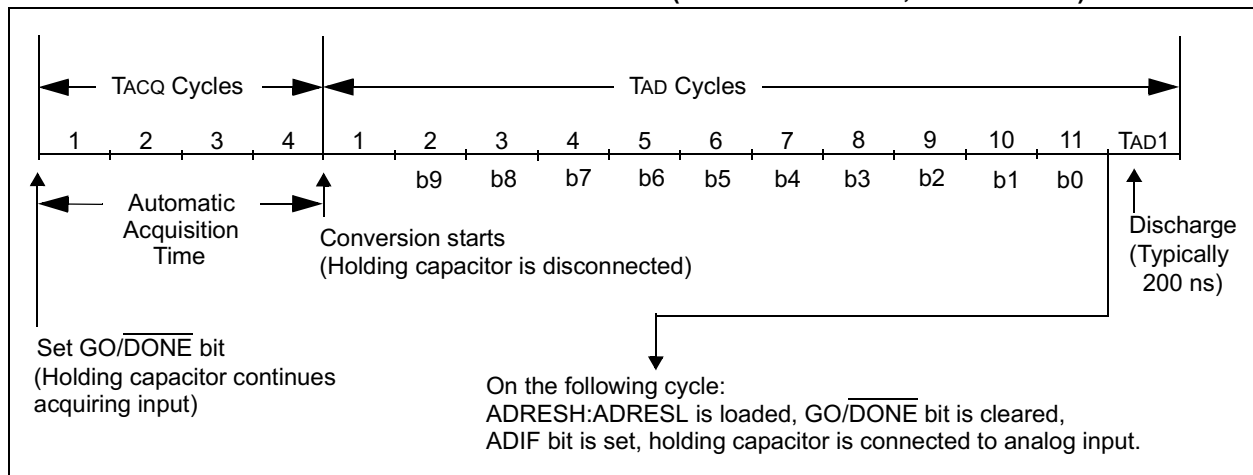 TACQ Cycles
TAD Cycles
1 2 3 4 1 2 3 4 5 6 7 8 9 10 11 TAD1
b9 b8 b7 b6 b5 b4 b3 b2 b1 b0
Automatic
Acquisition
Time
Conversion starts
(Holding capacitor is disconnected)
Discharge
(Typically
200 ns)
Set GO/DONE bit
(Holding capacitor continues
acquiring input)
On the following cycle:
ADRESH:ADRESL is loaded, GO/DONE bit is cleared,
ADIF bit is set, holding capacitor is connected to analog input.